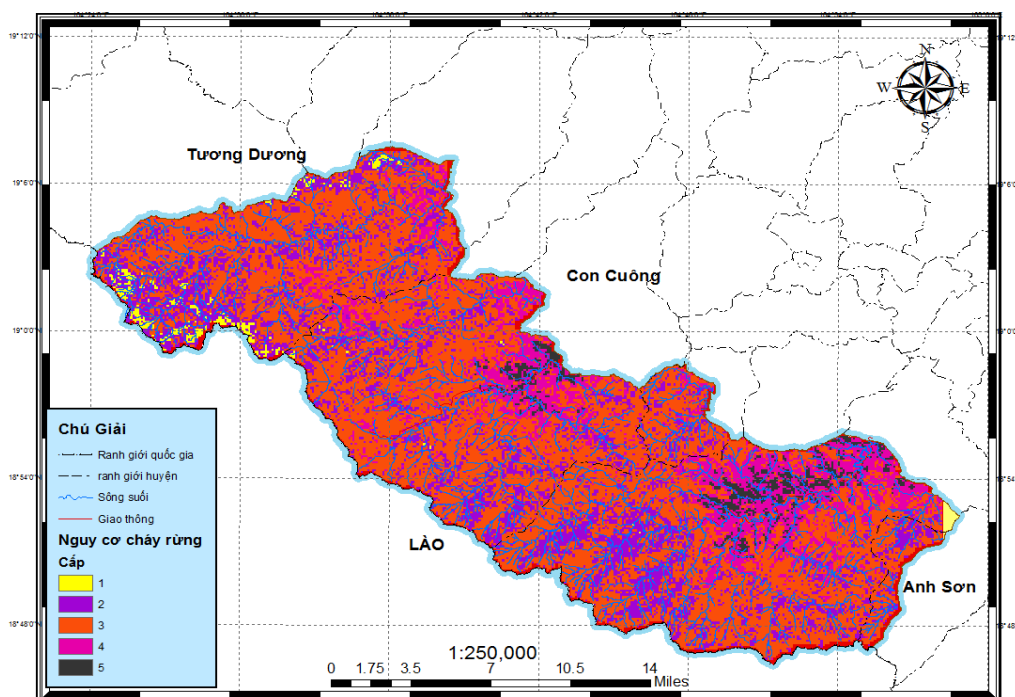 19°12'0"N
N
W E
S
Tương Dương
19°6'0"N
Con Cuông
19°0'0"N
Chú Giải
Ranh giới quốc gia
ranh giới huyện
Sông suối
Giao thông
Nguy cơ cháy rừng
Cấp
1
2
3
4
5
18°54'0"N
LÀO
Anh Sơn
18°48'0"N
1:250,000
0 1.75 3.5 7 10.5 14
Miles